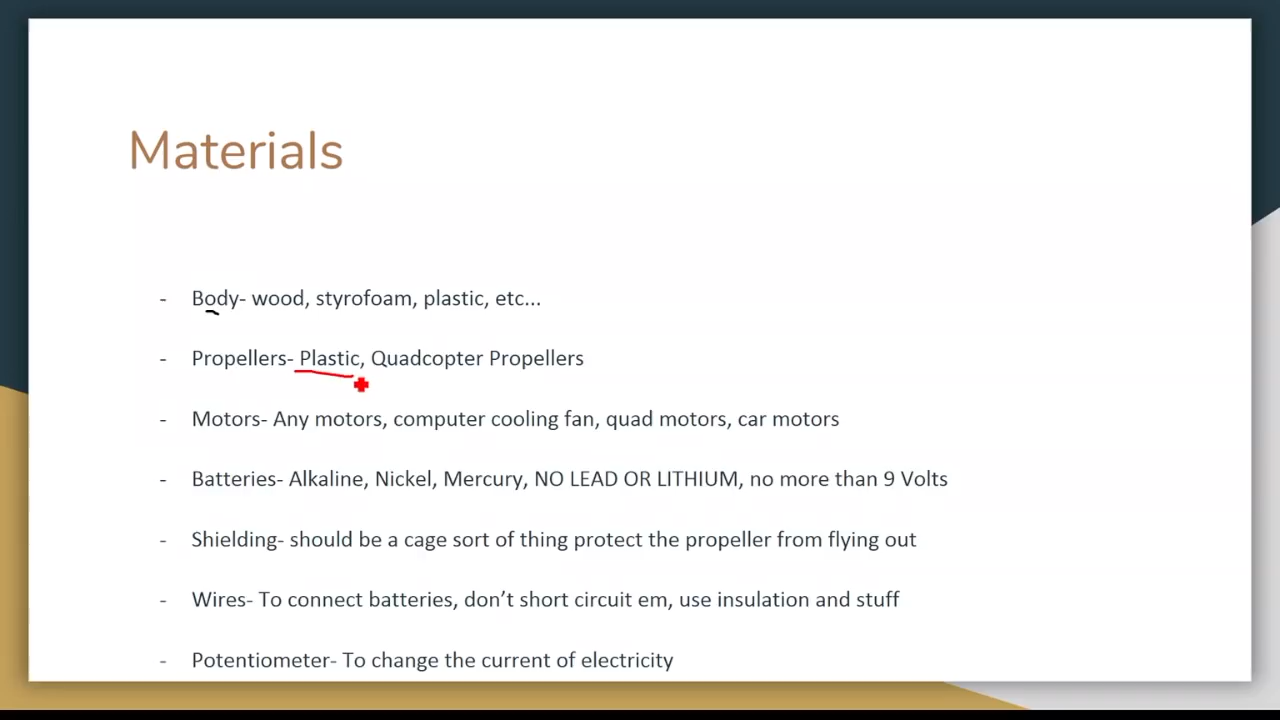 Materials
- Body- wood, styrofoam, plastic, etc...
- Propellers- Plastic, Quadcopter Propellers
- Motors- Any motors, computer cooling fan, quad motors, car motors
- Batteries- Alkaline, Nickel, Mercury, NO LEAD OR LITHIUM, no more than 9 Volts
- Shielding- should be a cage sort of thing protect the propeller from flying out
- Wires- To connect batteries, don’t short circuit em, use insulation and stuff
- Potentiometer- To change the current of electricity